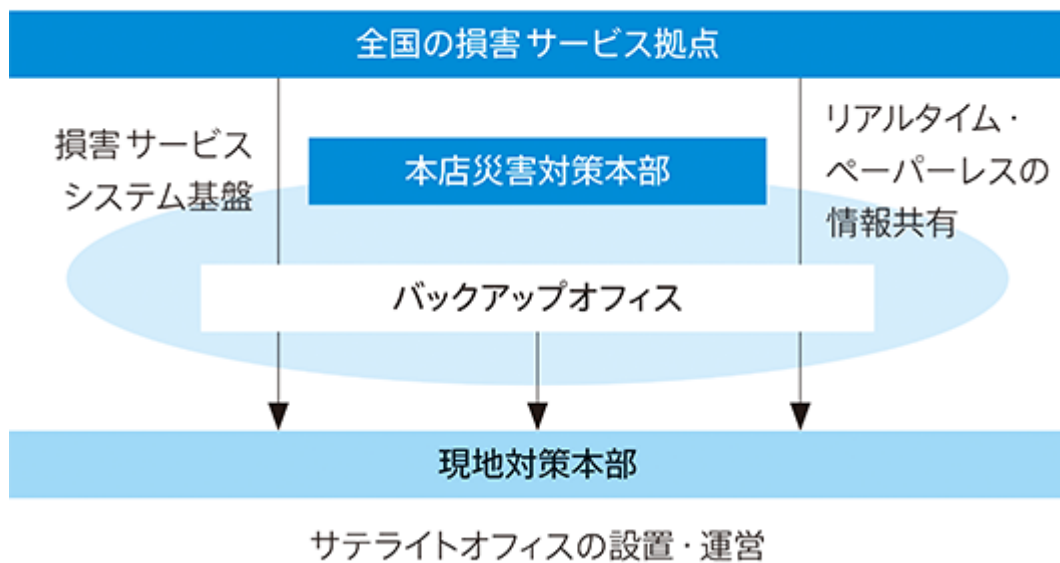 全国の損害サービス拠点
損害サービス
システム基盤
本店災害対策本部
リアルタイム・
ペーパーレスの
情報共有
バックアップオフィス
現地対策本部
サテライトオフィスの設置・運営